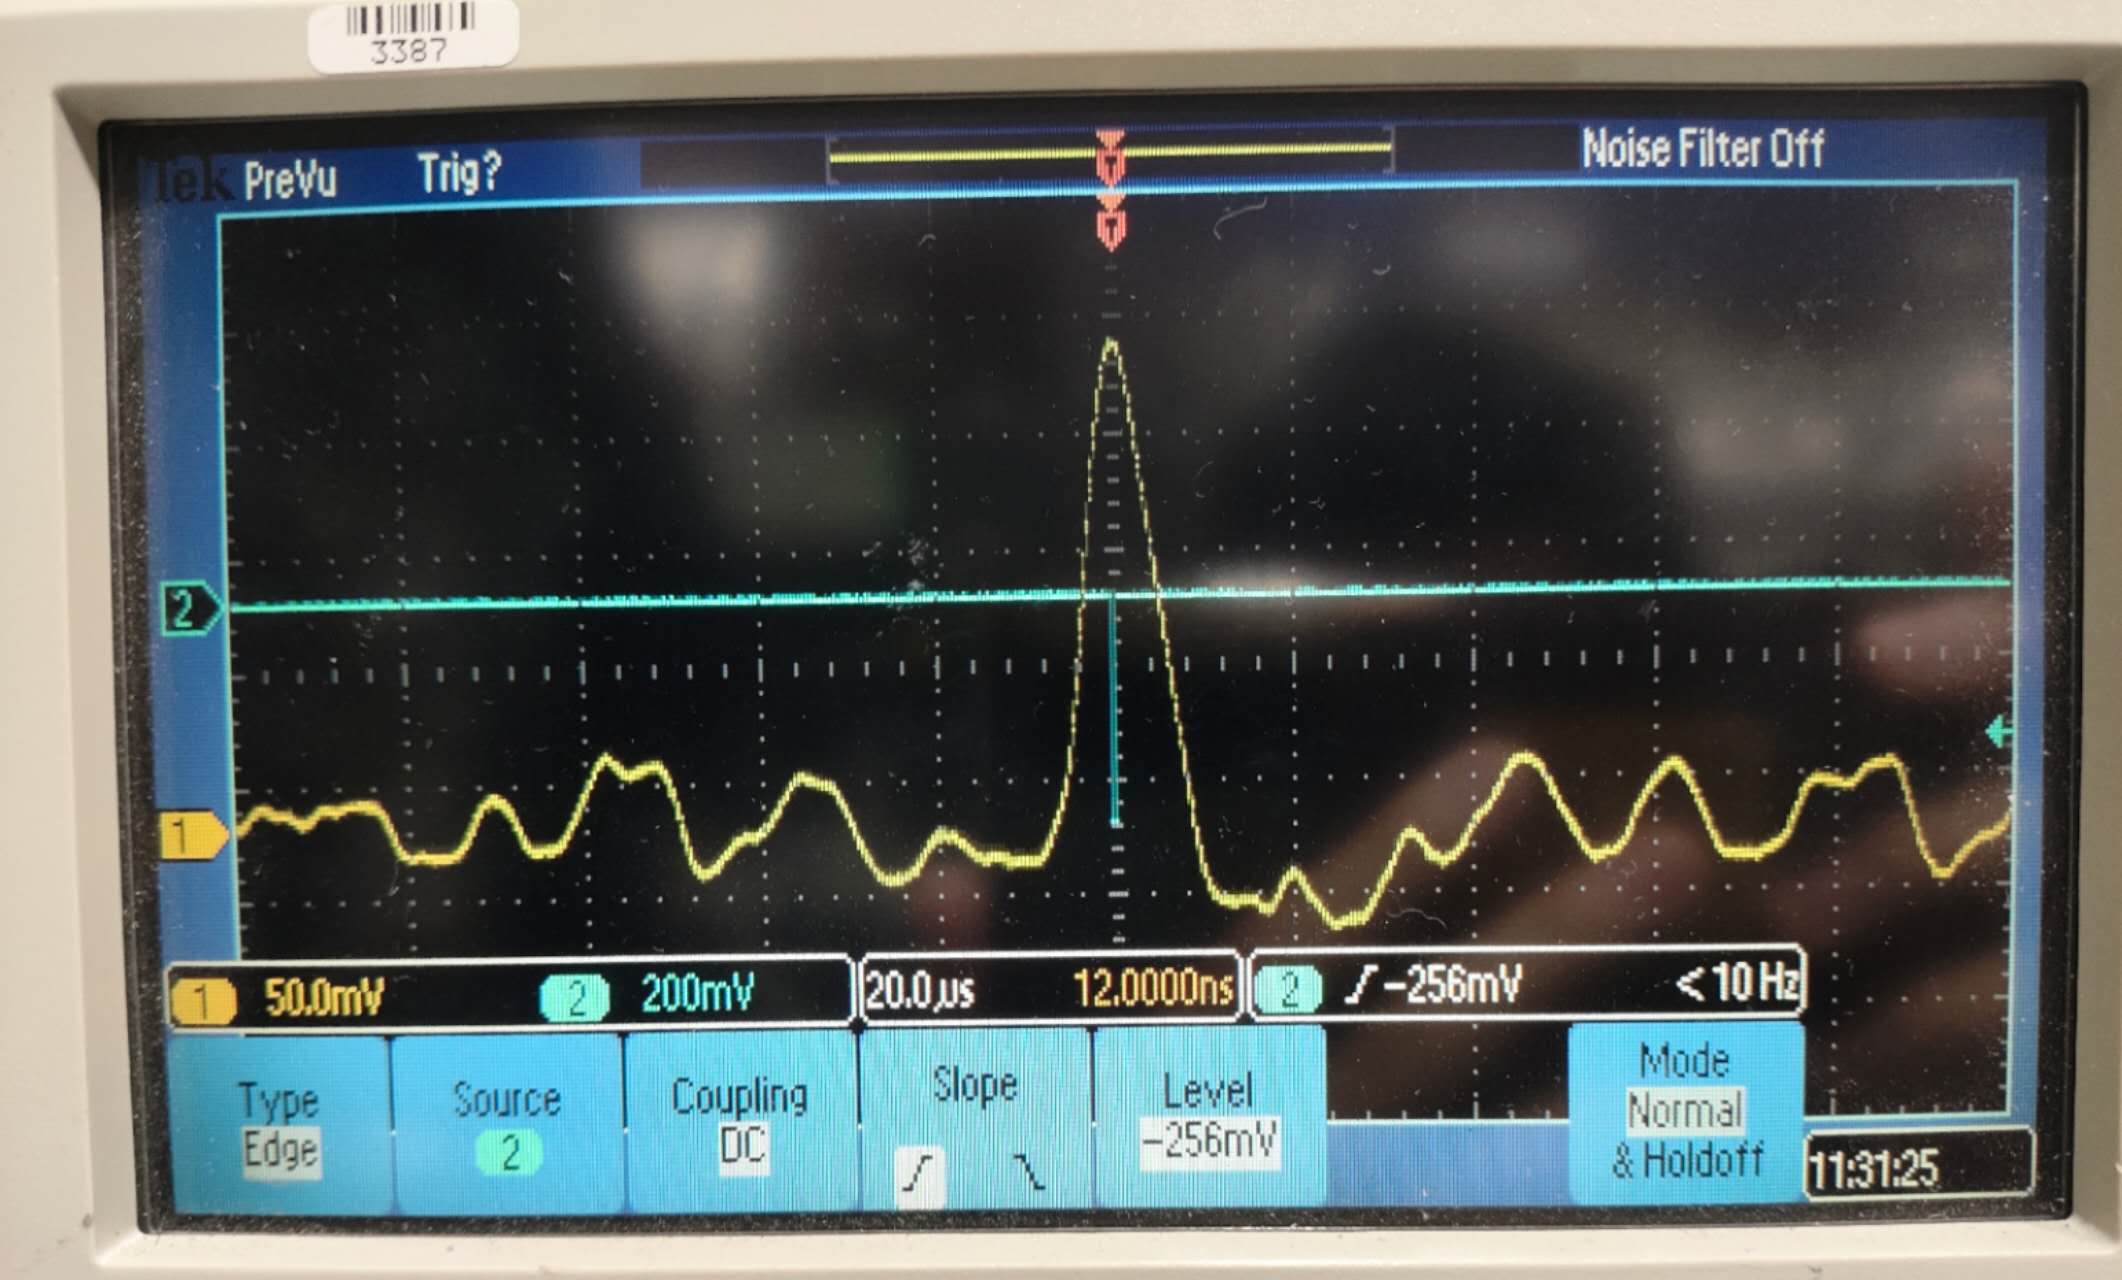 3387
Tek PreVu Trig? Noise Filter Off
T
T
2
1
1 50.0mV 2 200mV 20.0µs 12.0000ns 2 -256mV <10 Hz
Type Source Coupling Slope Level Mode
Edge 2 DC -256mV Normal
& Holdoff
11:31:25